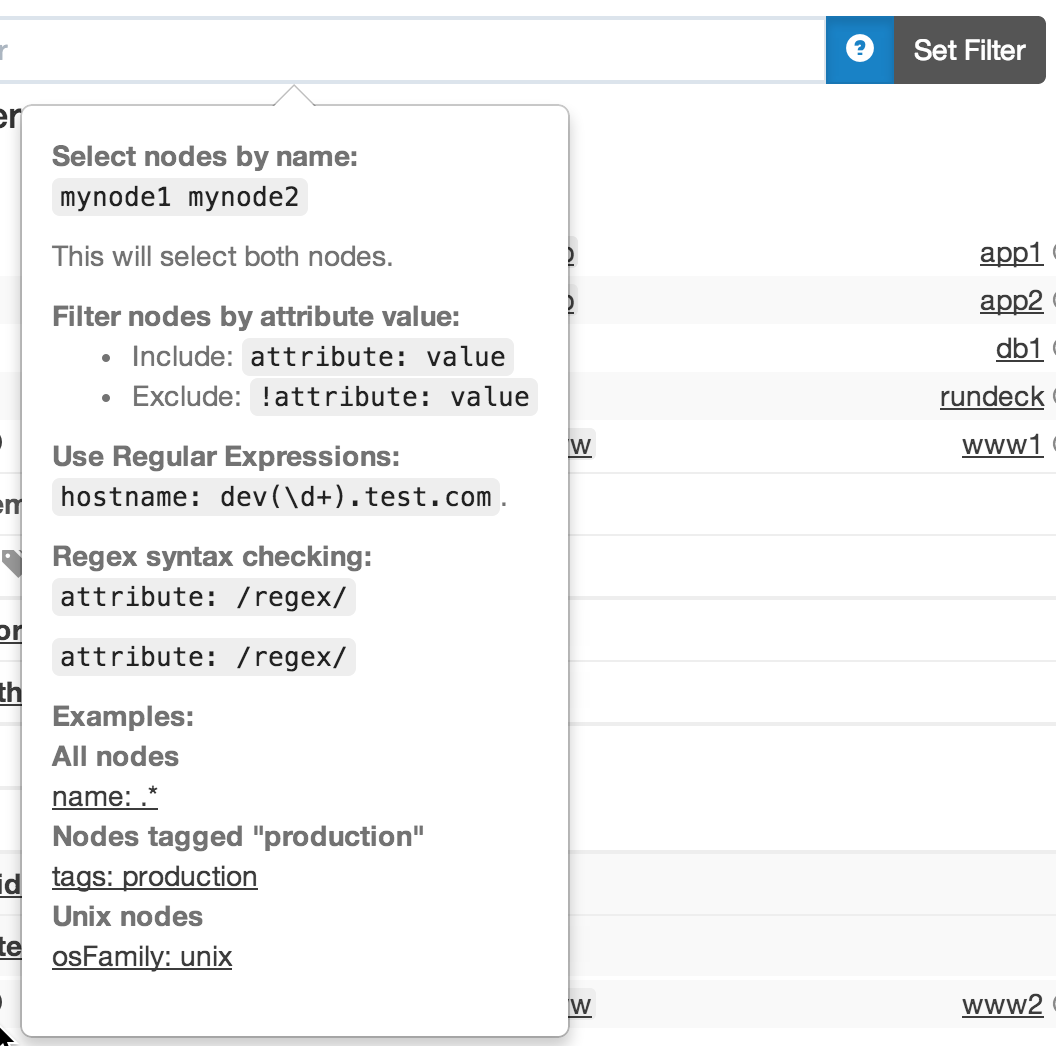 Set Filter
Select nodes by name:
mynode1 mynode2
This will select both nodes.
Filter nodes by attribute value:
• Include: attribute: value
• Exclude: !attribute: value
Use Regular Expressions:
hostname: dev(\d+).test.com.
Regex syntax checking:
attribute: /regex/
attribute: /regex/
Examples:
All nodes
name: .*
Nodes tagged "production"
tags: production
Unix nodes
osFamily: unix
app1
app2
db1
rundeck
www1
www2